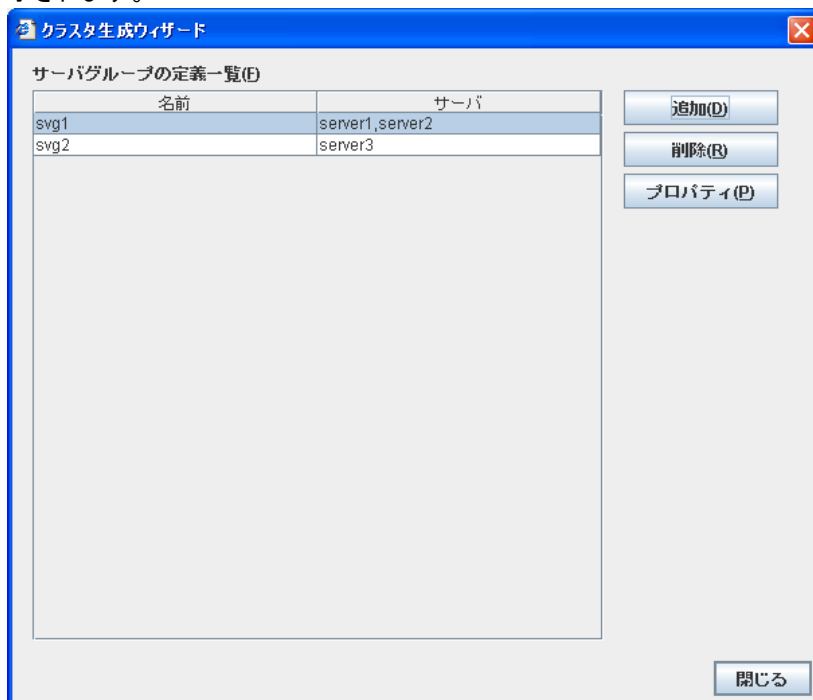 クラスタ生成ウィザード
サーバグループの定義一覧(F)
名前 サーバ
svg1 server1,server2
svg2 server3
追加(D)
削除(R)
プロパティ(P)
閉じる